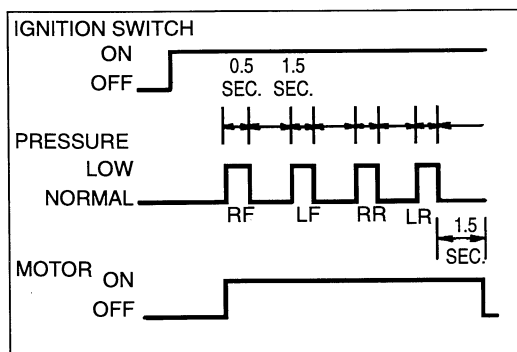 IGNITION SWITCH
ON
OFF
0.5 1.5
SEC. SEC.
PRESSURE
LOW
NORMAL
RF LF RR LR
1.5
SEC.
MOTOR ON
OFF